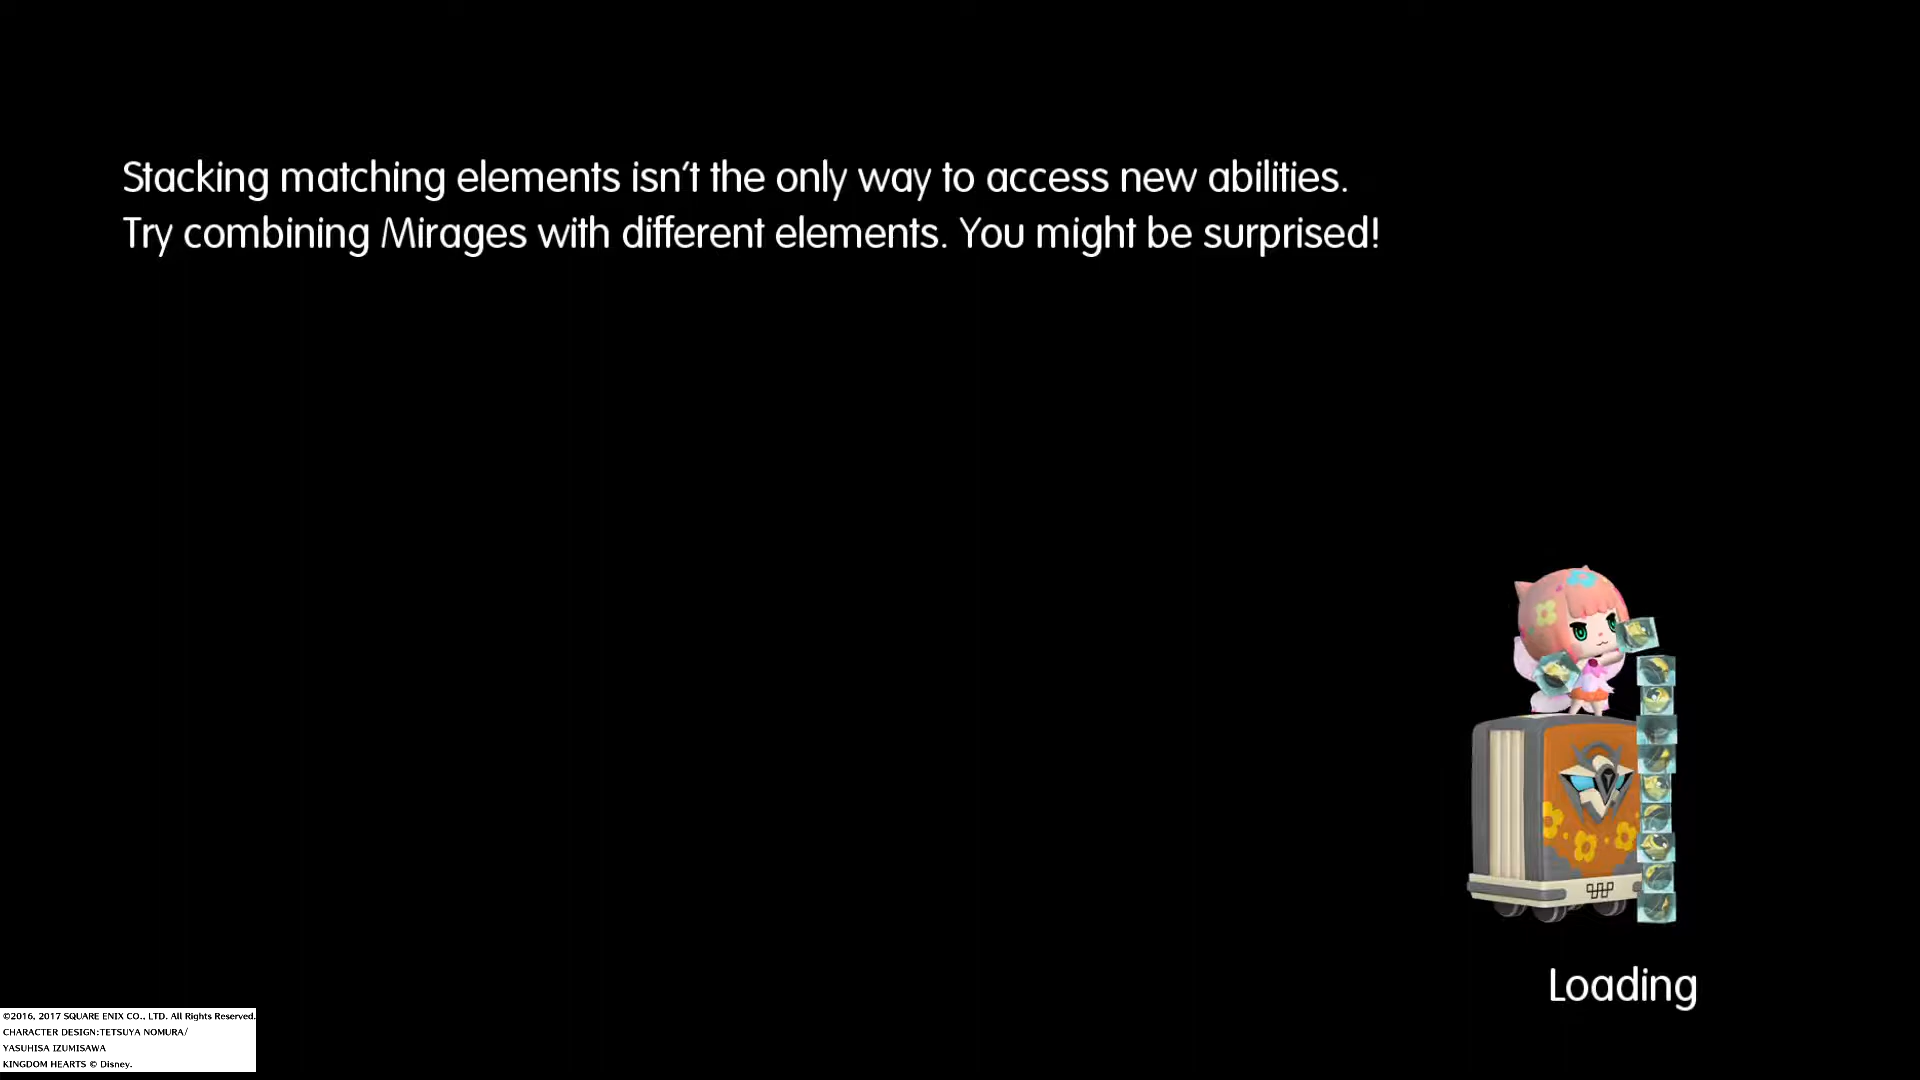 Stacking matching elements isn't the only way to access new abilities.
Try combining Mirages with different elements. You might be surprised!
Loading
©2016, 2017 SQUARE ENIX CO., LTD. All Rights Reserved.
CHARACTER DESIGN:TETSUYA NOMURA/
YASUHISA IZUMISAWA
KINGDOM HEARTS © Disney.